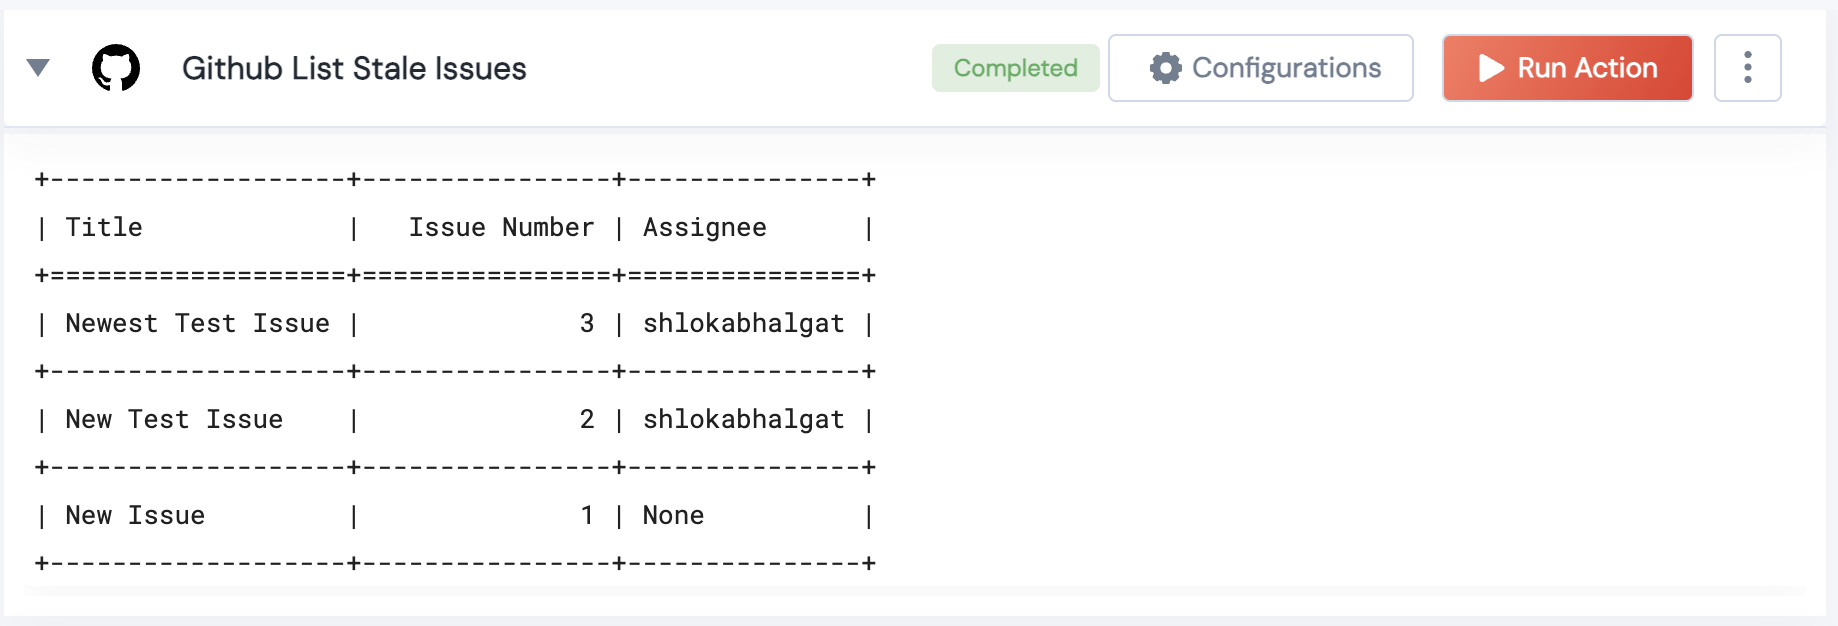 Github List Stale Issues Completed Configurations Run Action
+-------------------+----------------+---------------+
| Title             |   Issue Number | Assignee      |
+===================+================+===============+
| Newest Test Issue |              3 | shlokabhalgat |
+-------------------+----------------+---------------+
| New Test Issue    |              2 | shlokabhalgat |
+-------------------+----------------+---------------+
| New Issue         |              1 | None          |
+-------------------+----------------+---------------+